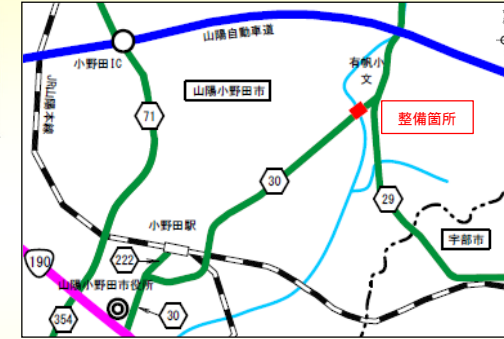 山陽自動車道
小野田IC
有帆小
文
JR山陽本線
山陽小野田市
整備箇所
71
30
29
小野田駅
宇部市
222
190
山陽小野田市役所
354
30